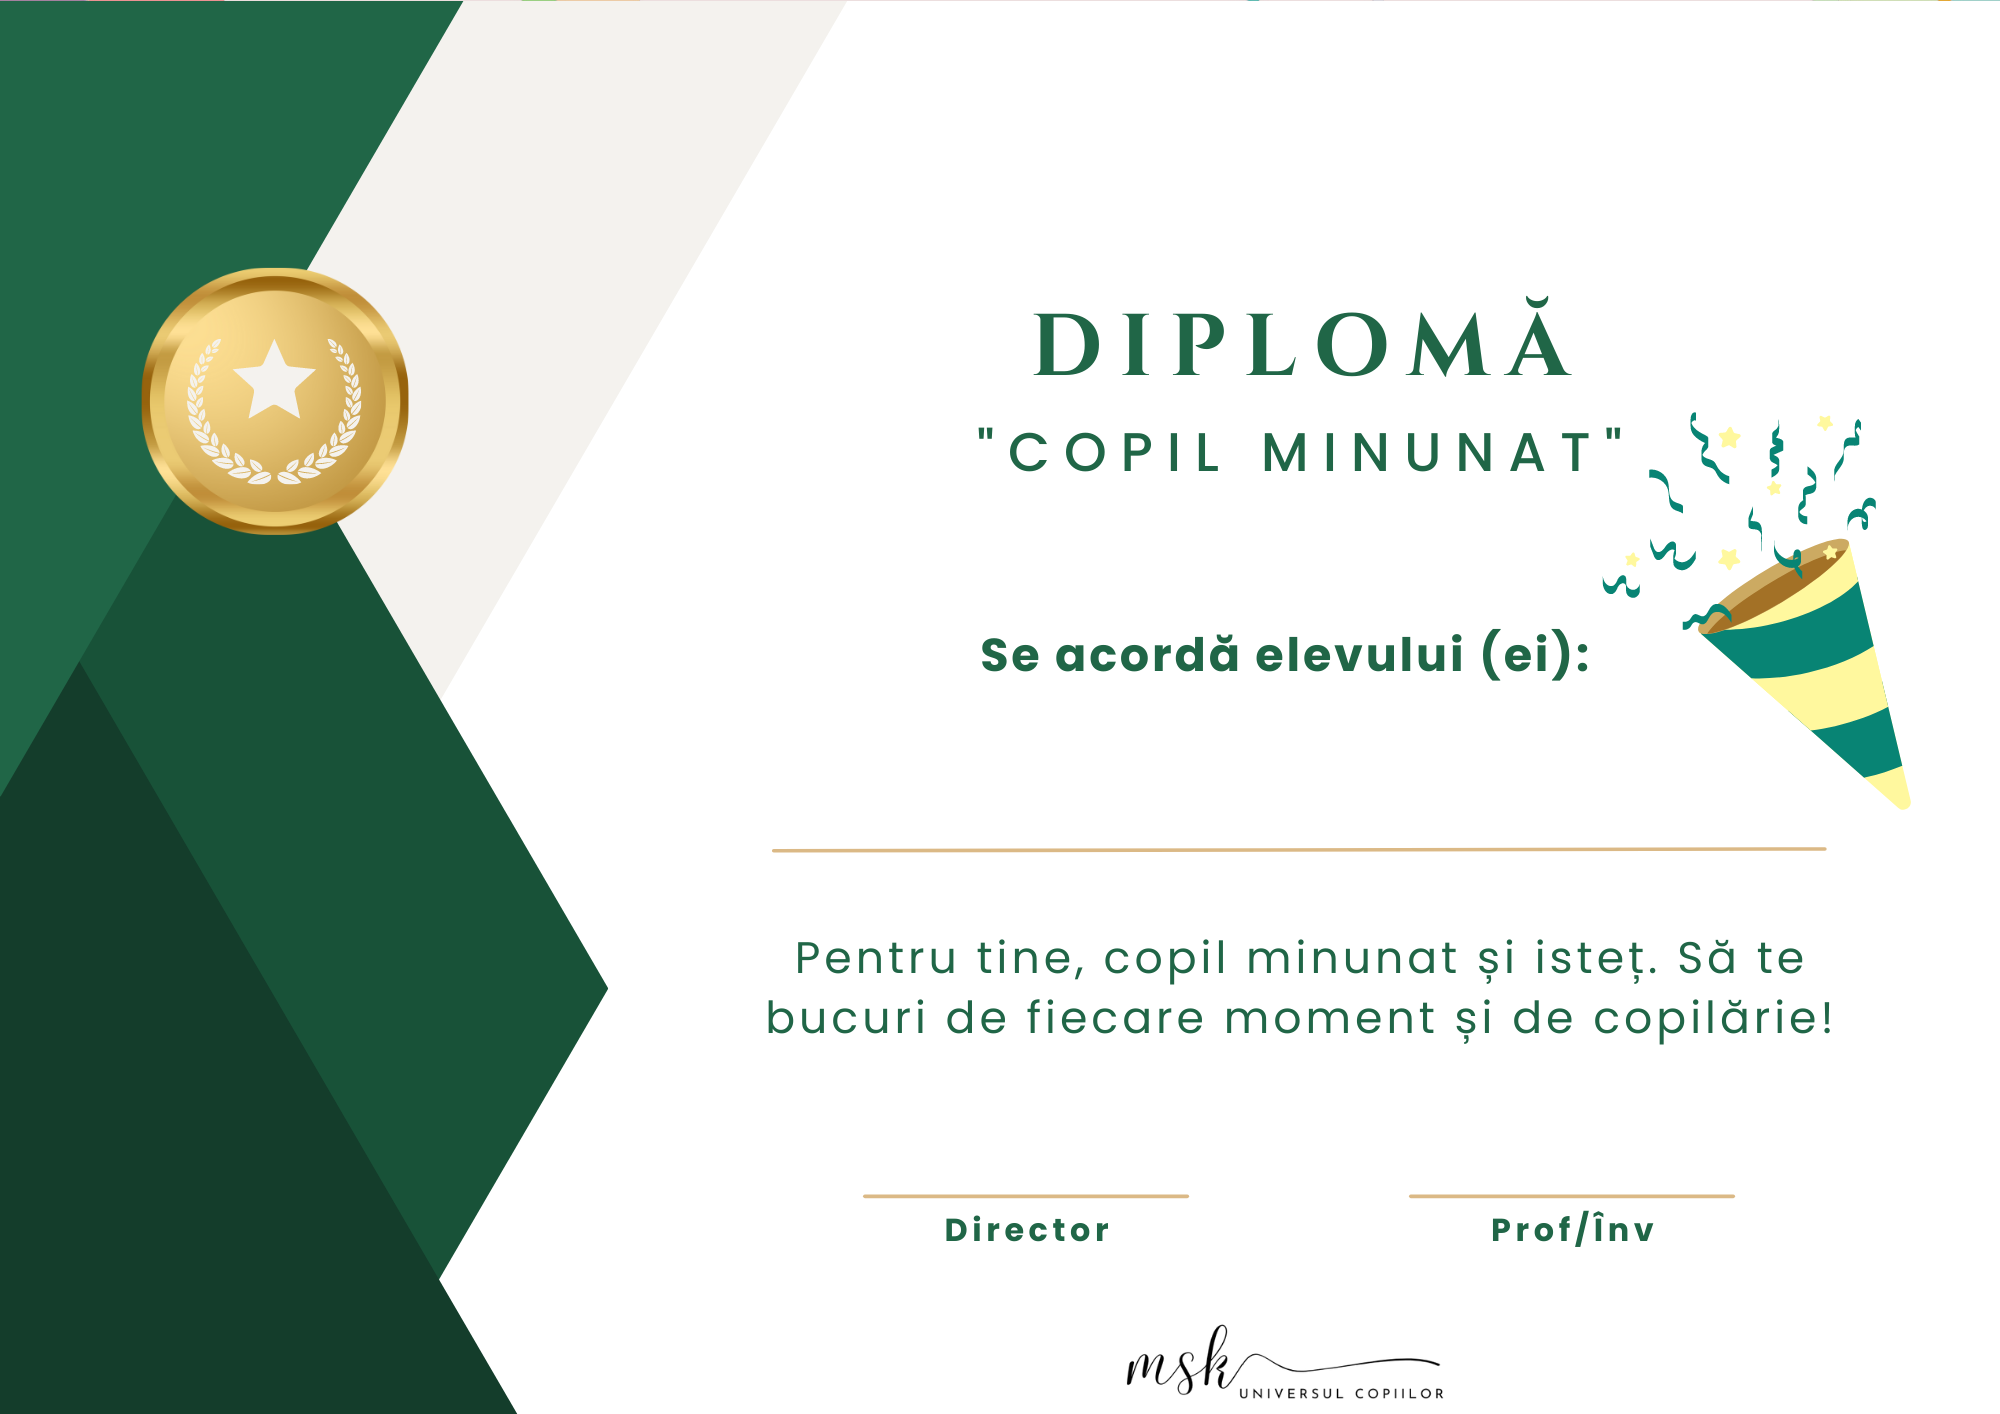 DIPLOMĂ
"COPIL MINUNAT"
Se acordă elevului (ei):
Pentru tine, copil minunat și isteț. Să te
bucuri de fiecare moment și de copilărie!
Director
Prof/Înv
msk
UNIVERSUL COPIILOR